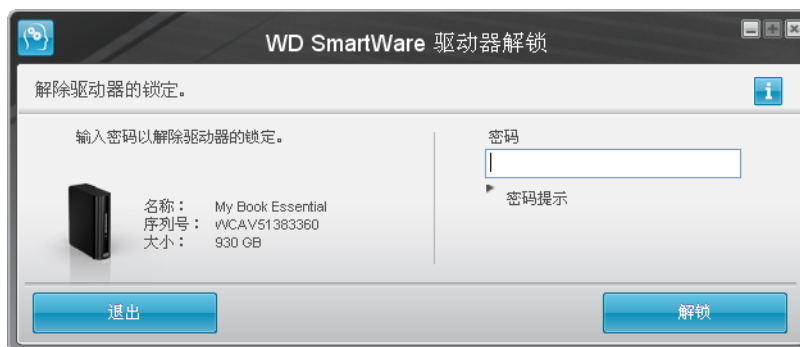 WD SmartWare 驱动器解锁
解除驱动器的锁定。
输入密码以解除驱动器的锁定。
名称： My Book Essential
序列号： WCAV51383360
大小： 930 GB
密码
密码提示
退出
解锁